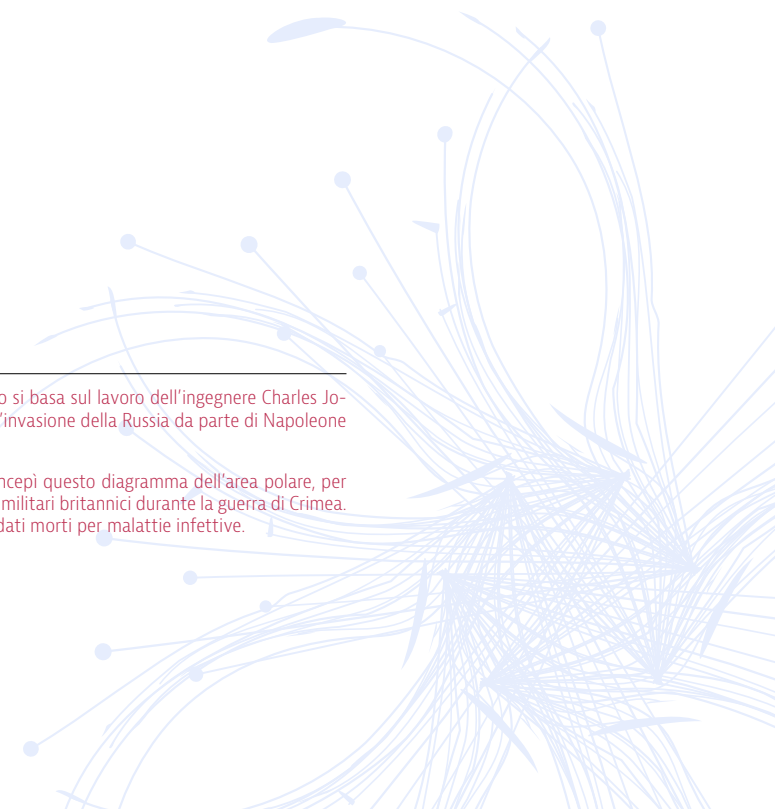 o si basa sul lavoro dell'ingegnere Charles Jo-
l'invasione della Russia da parte di Napoleone
ncepì questo diagramma dell'area polare, per
militari britannici durante la guerra di Crimea.
dati morti per malattie infettive.